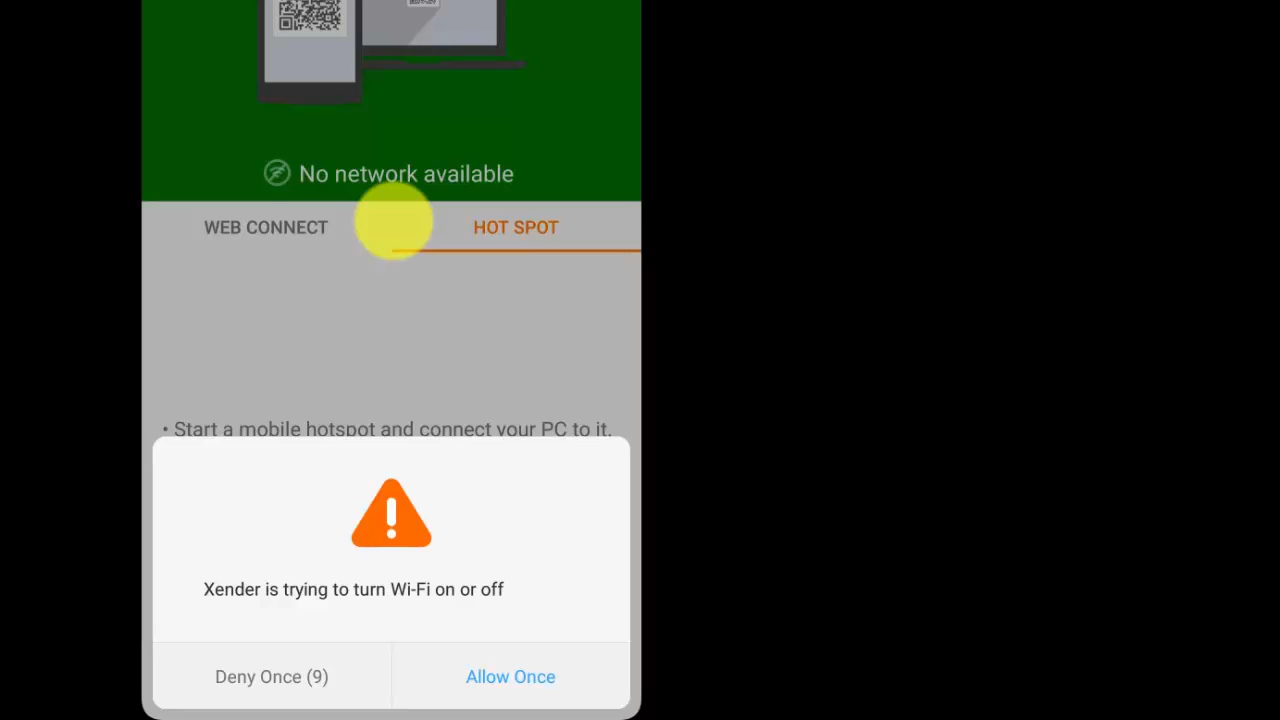 No network available
WEB CONNECT
HOT SPOT
• Start a mobile hotspot and connect your PC to it.
Xender is trying to turn Wi-Fi on or off
Deny Once (9)
Allow Once